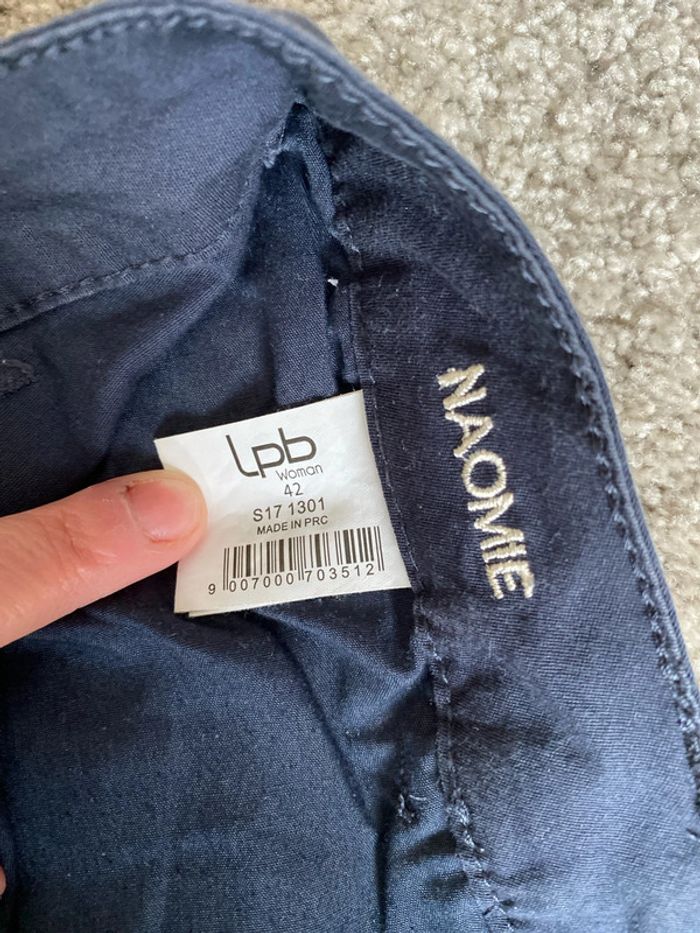 lpb
Woman
42
S17 1301
MADE IN PRC
9 007000 703512
NAOMIE